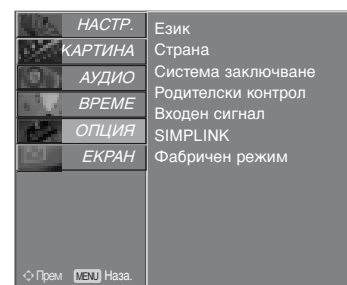 НАСТР.
КАРТИНА
АУДИО
ВРЕМЕ
ОПЦИЯ
ЕКРАН
Език
Страна
Система заключване
Родителски контрол
Входен сигнал
SIMPLINK
Фабричен режим
Прем MENU Наза.